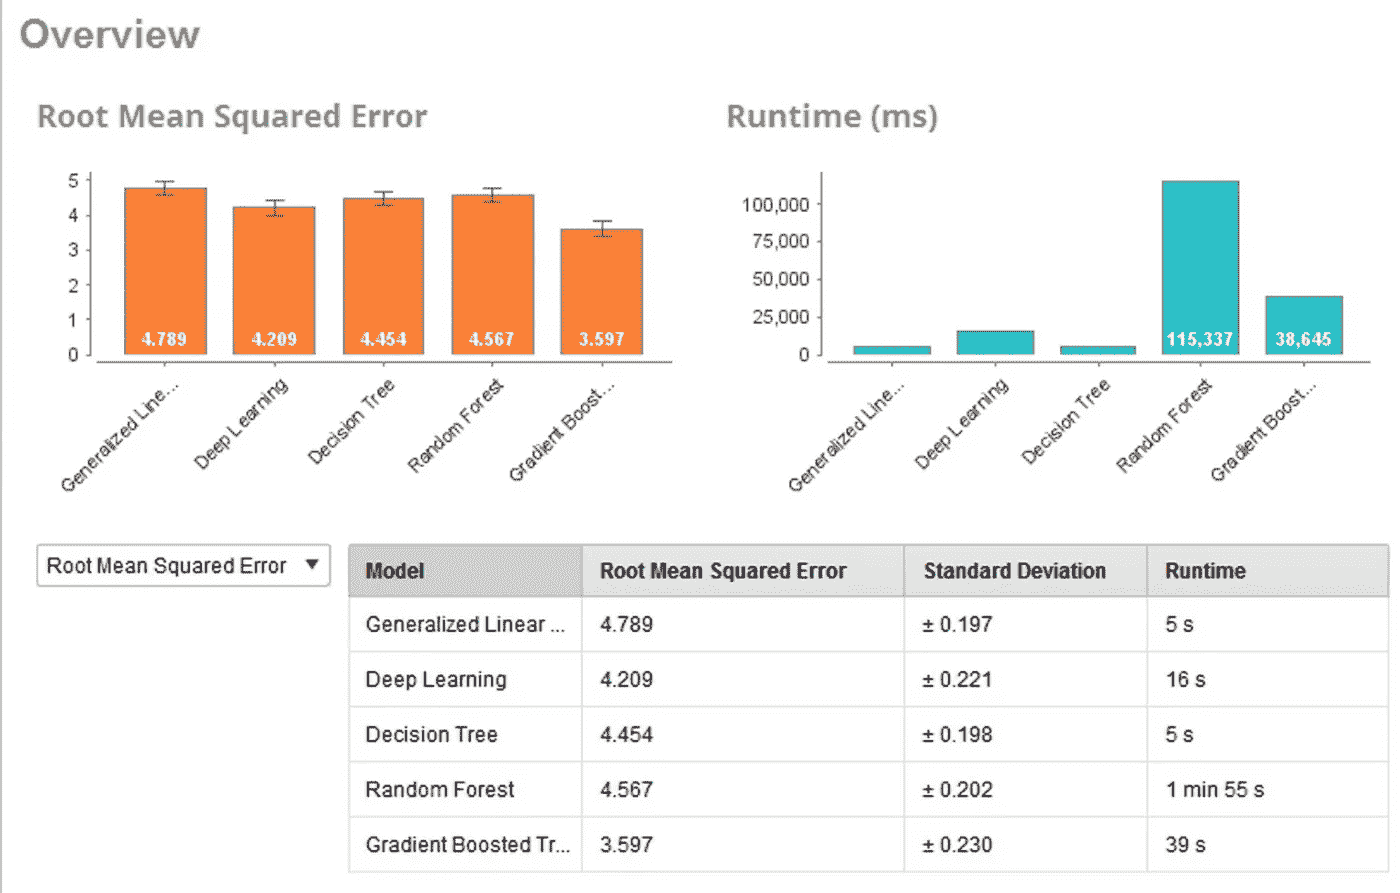 Overview
Root Mean Squared Error
5
4
3
2
1
0
4.789
4.209
4.454
4.567
3.597
Generalized Line...
Deep Learning
Decision Tree
Random Forest
Gradient Boost...
Runtime (ms)
100,000
75,000
50,000
25,000
0
115,337
38,645
Generalized Line...
Deep Learning
Decision Tree
Random Forest
Gradient Boost...
Root Mean Squared Error
Model Root Mean Squared Error Standard Deviation Runtime
Generalized Linear ... 4.789 ± 0.197 5 s
Deep Learning 4.209 ± 0.221 16 s
Decision Tree 4.454 ± 0.198 5 s
Random Forest 4.567 ± 0.202 1 min 55 s
Gradient Boosted Tr... 3.597 ± 0.230 39 s